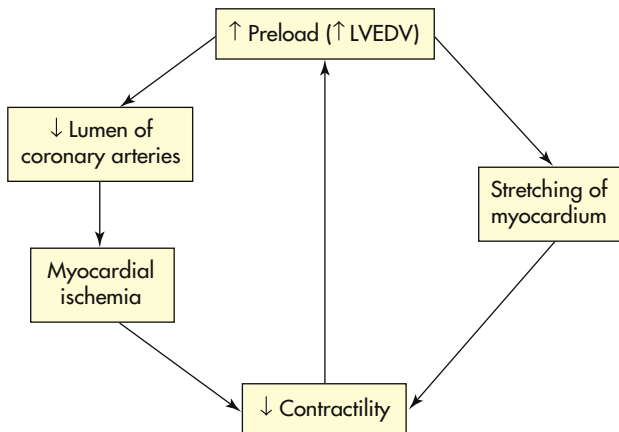 ↑ Preload (↑ LVEDV)
↓ Lumen of
coronary arteries
Stretching of
myocardium
Myocardial
ischemia
↓ Contractility